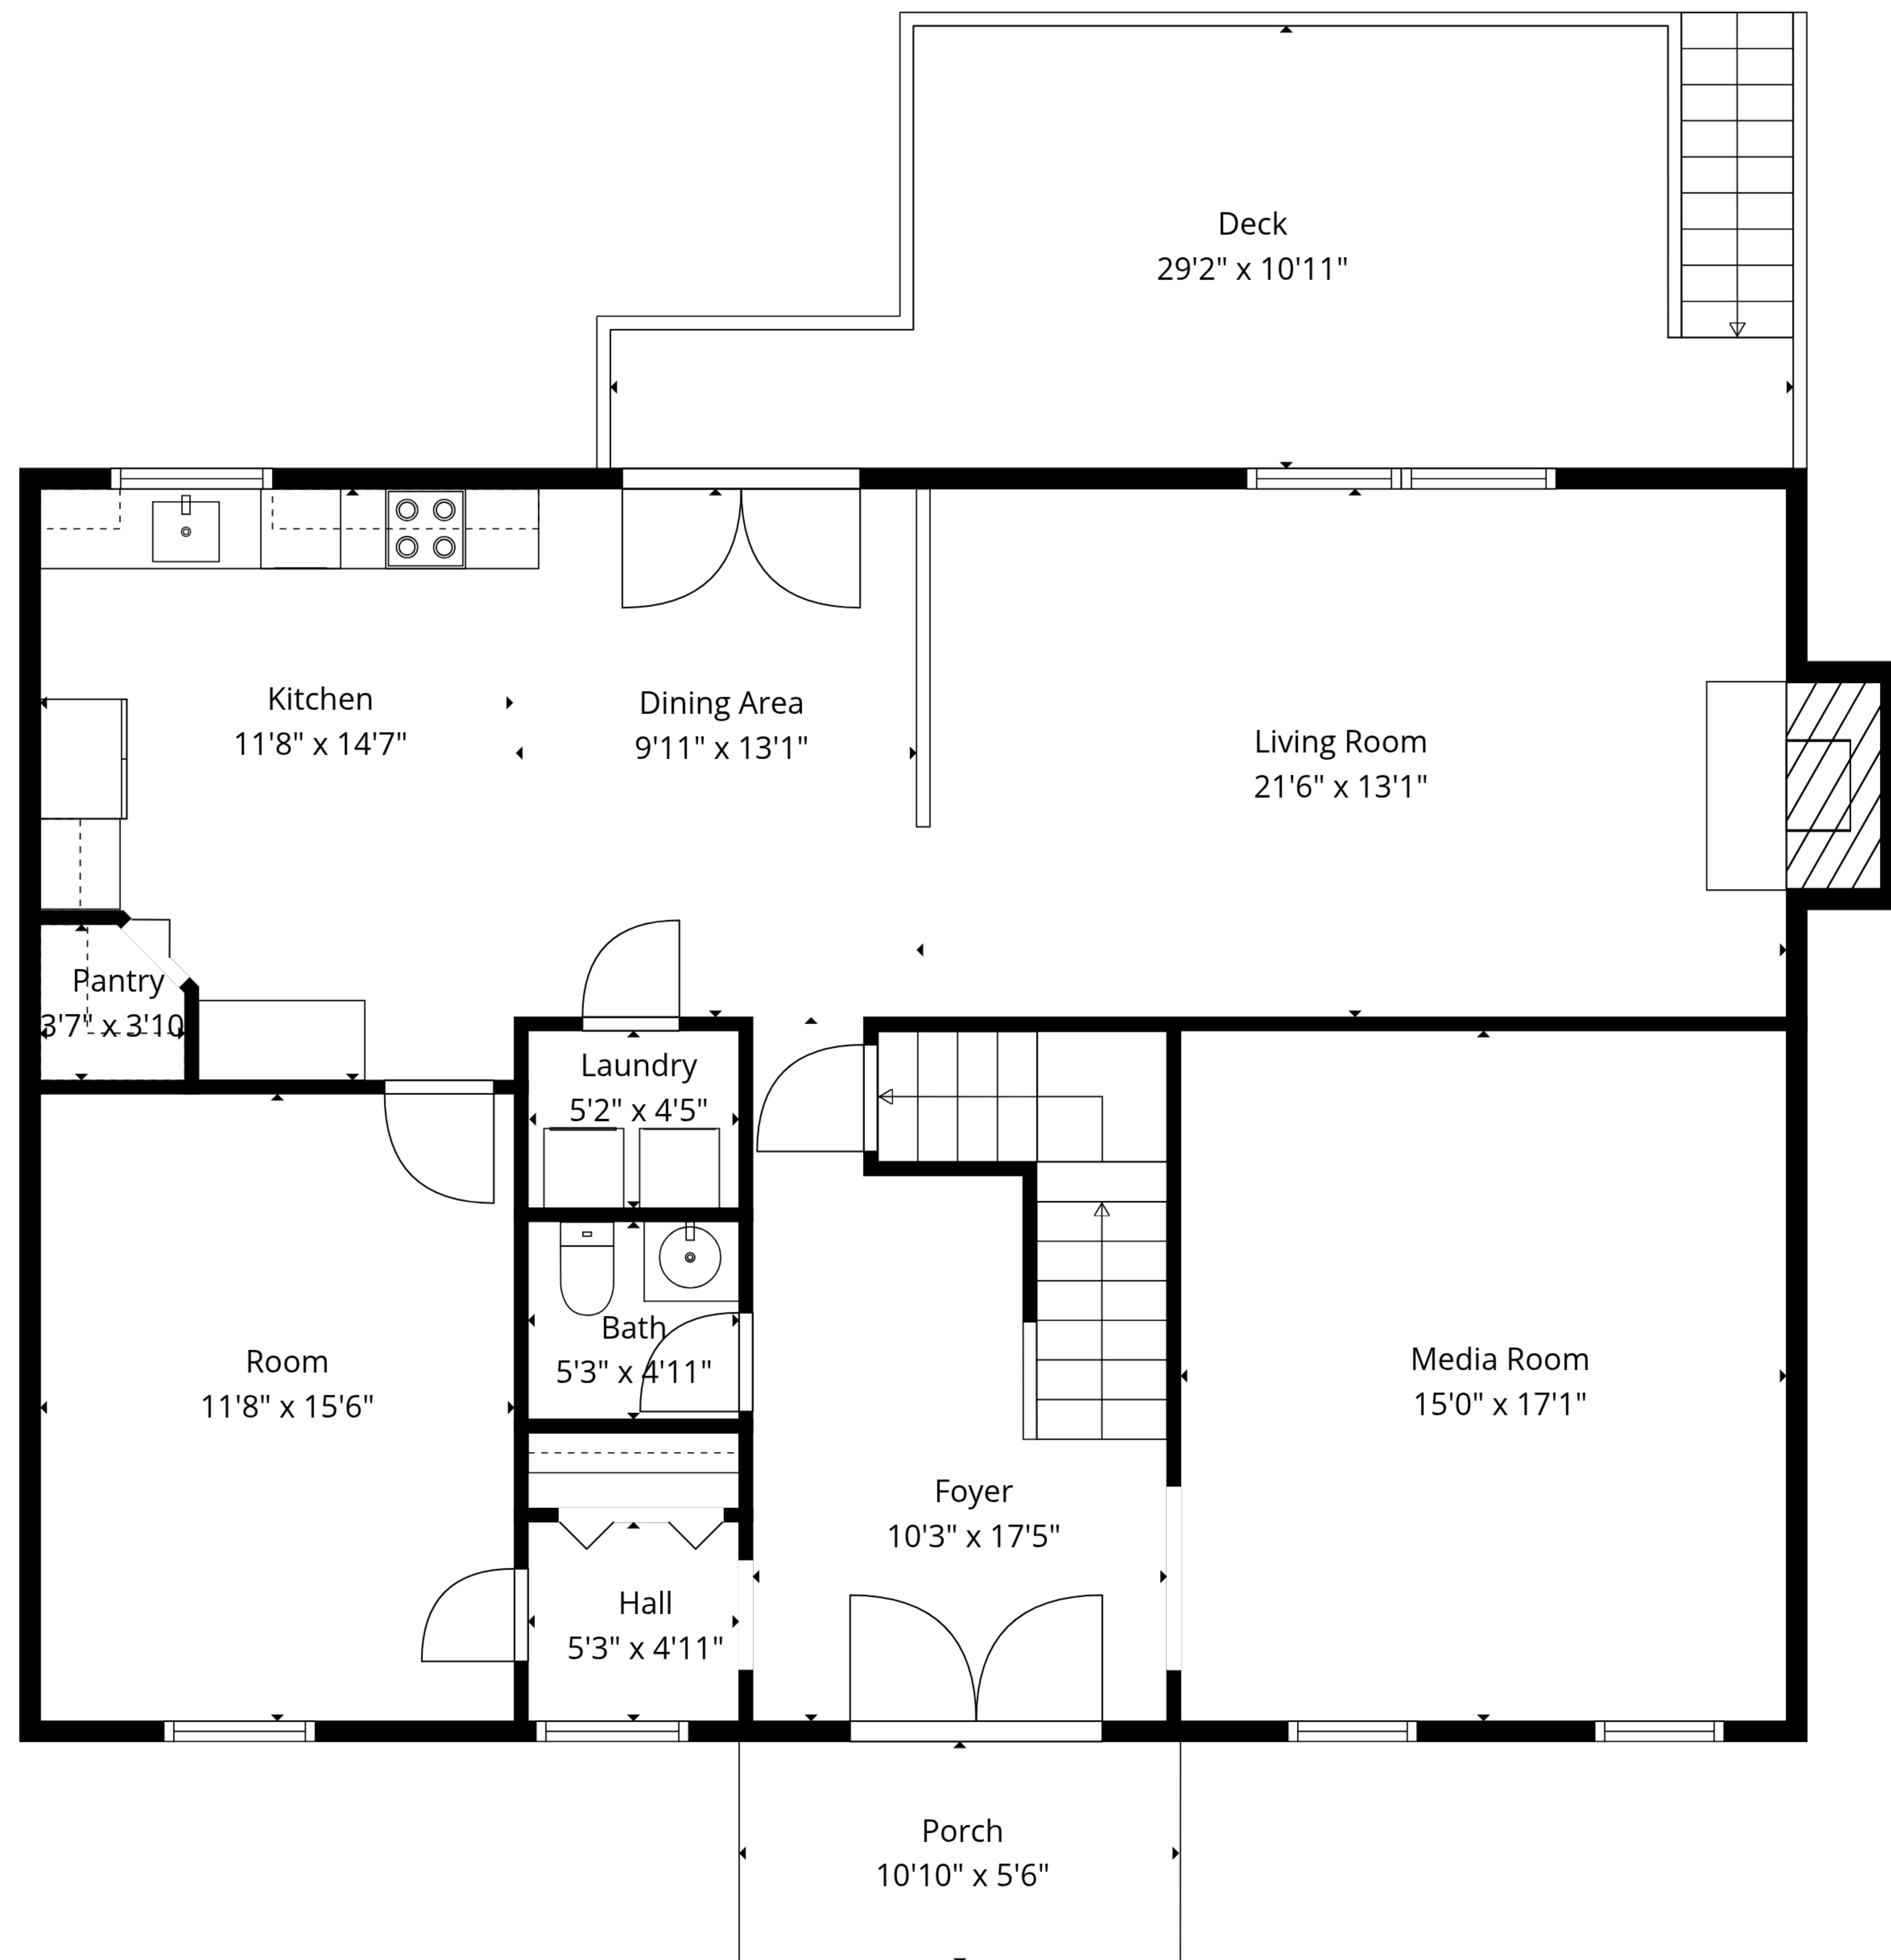 Deck
29'2" x 10'11"
Kitchen
11'8" x 14'7"
Dining Area
9'11" x 13'1"
Living Room
21'6" x 13'1"
Pantry
3'7" x 3'10
Laundry
5'2" x 4'5"
Bath
5'3" x 4'11"
Room
11'8" x 15'6"
Media Room
15'0" x 17'1"
Foyer
10'3" x 17'5"
Hall
5'3" x 4'11"
Porch
10'10" x 5'6"